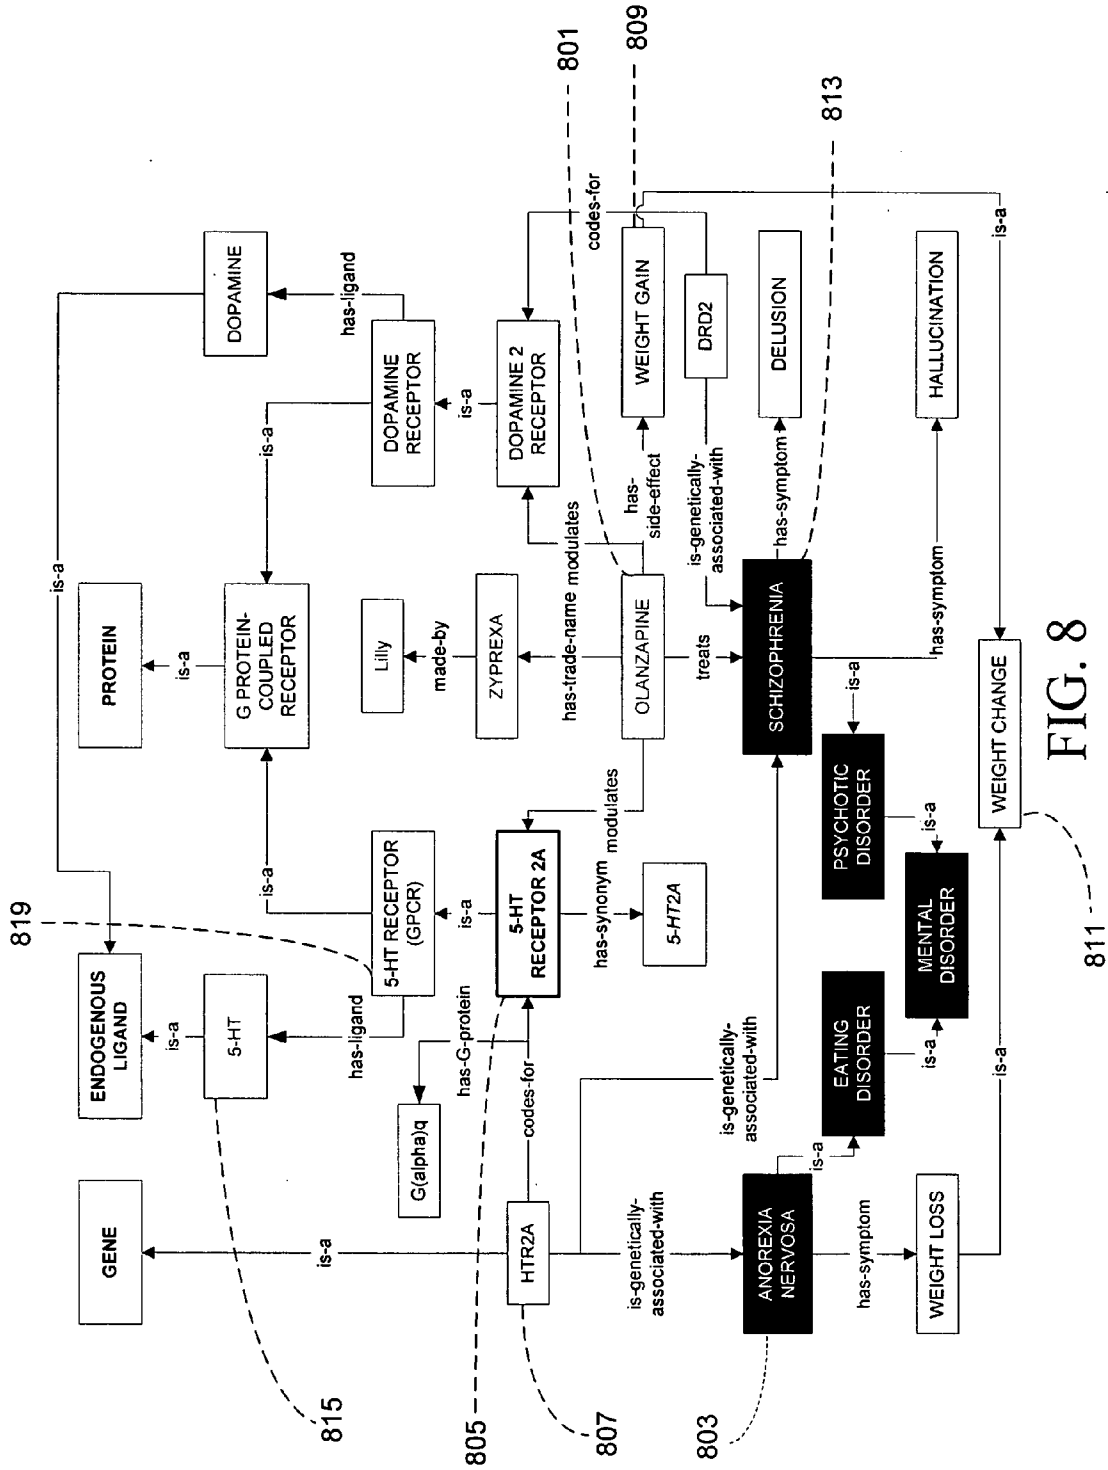 819
801
809
813
GENE
ENDOGENOUS
LIGAND
PROTEIN
is-a
is-a
is-a
is-a
5-HT
G PROTEIN-
COUPLED
RECEPTOR
DOPAMINE
815
has-ligand
is-a
is-a
has-ligand
G(alpha)q
has-G-protein
5-HT RECEPTOR
(GPCR)
Lilly
DOPAMINE
RECEPTOR
made-by
is-a
is-a
805
HTR2A
codes-for
5-HT
RECEPTOR 2A
ZYPREXA
DOPAMINE 2
RECEPTOR
807
has-synonym
modulates
has-trade-name
modulates
codes-for
5-HT2A
OLANZAPINE
has-
side-effect
WEIGHT GAIN
is-genetically-
associated-with
is-genetically-
associated-with
treats
is-genetically-
associated-with
DRD2
803
ANOREXIA
NERVOSA
SCHIZOPHRENIA
has-symptom
DELUSION
is-a
EATING
DISORDER
is-a
PSYCHOTIC
DISORDER
has-symptom
is-a
is-a
MENTAL
DISORDER
has-symptom
WEIGHT LOSS
HALLUCINATION
is-a
is-a
WEIGHT CHANGE
811
FIG. 8